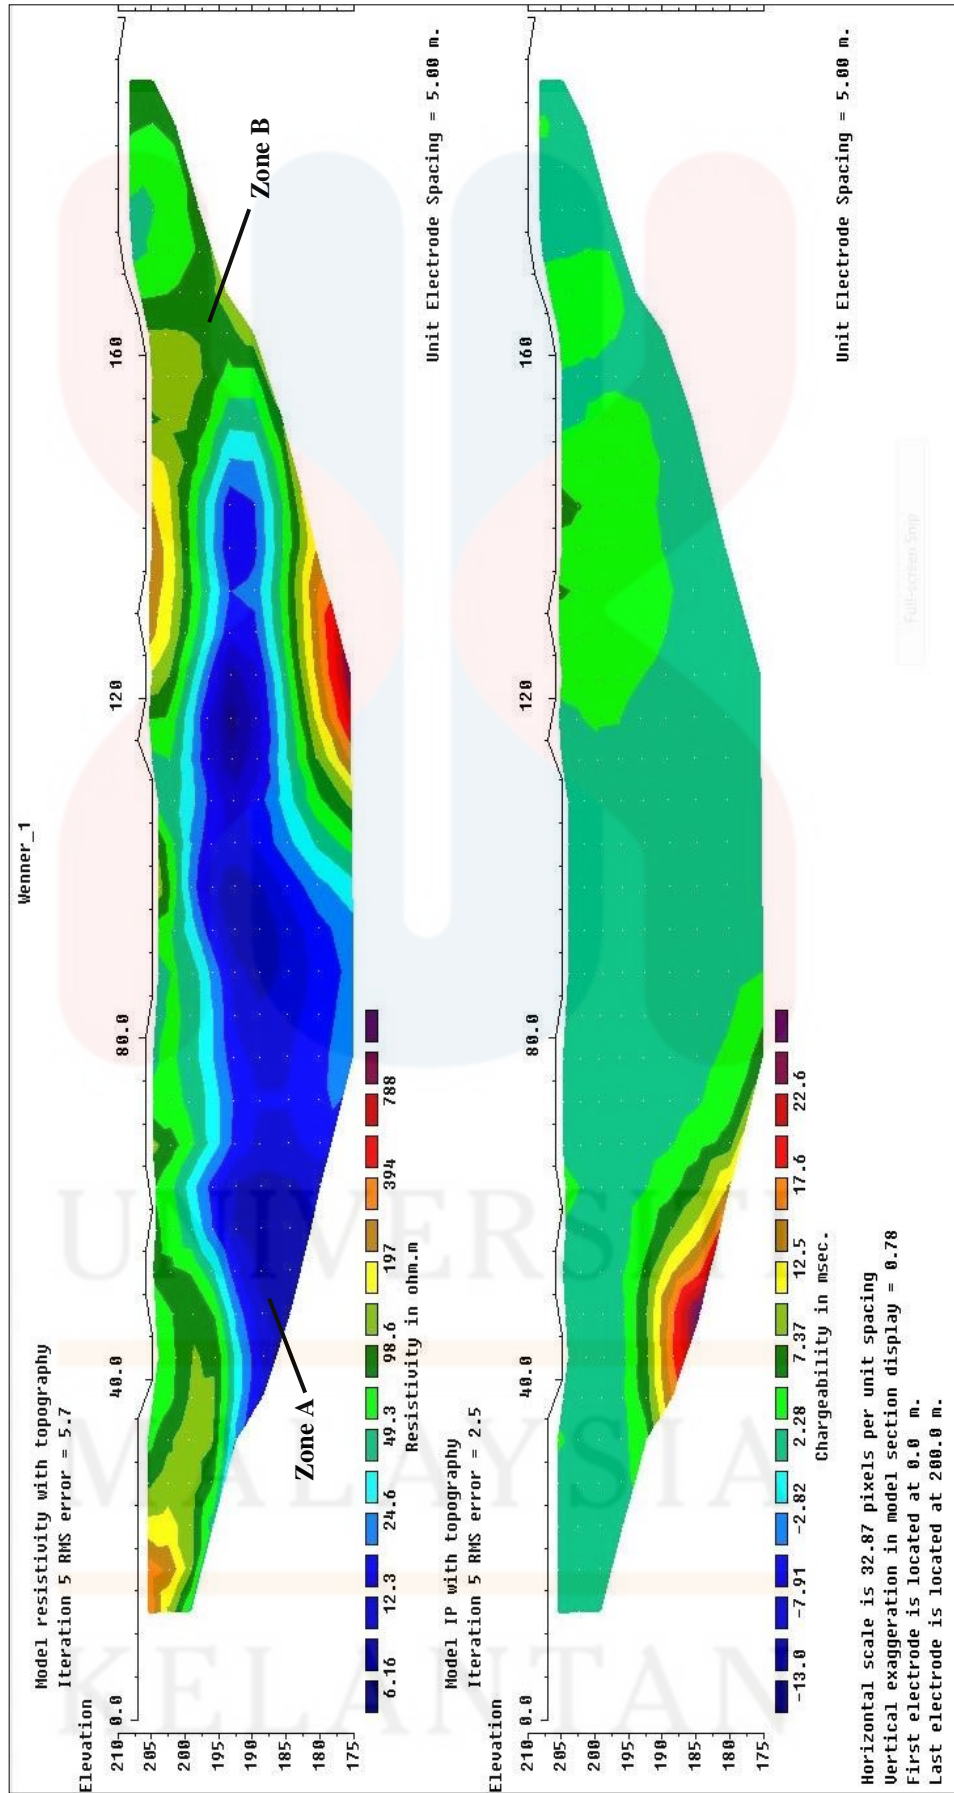 Wenner_1
Model resistivity with topography
Iteration 5 RMS error = 5.7
Elevation
0.0 40.0 80.0 120 160
210
205
200
195
190
185
180
175
Zone A
Zone B
6.16 12.3 24.6 49.3 98.6 197 394 788
Resistivity in ohm.m
Unit Electrode Spacing = 5.00 m.
Model IP with topography
Iteration 5 RMS error = 2.5
Elevation
0.0 40.0 80.0 120 160
210
205
200
195
190
185
180
175
-13.0 -7.91 -2.82 2.28 7.37 12.5 17.6 22.6
Chargeability in msec.
Unit Electrode Spacing = 5.00 m.
Horizontal scale is 32.87 pixels per unit spacing
Vertical exaggeration in model section display = 0.78
First electrode is located at 0.0 m.
Last electrode is located at 200.0 m.
Full-screen Snip
UNIVERSITI
MALAYSIA
KELANTAN